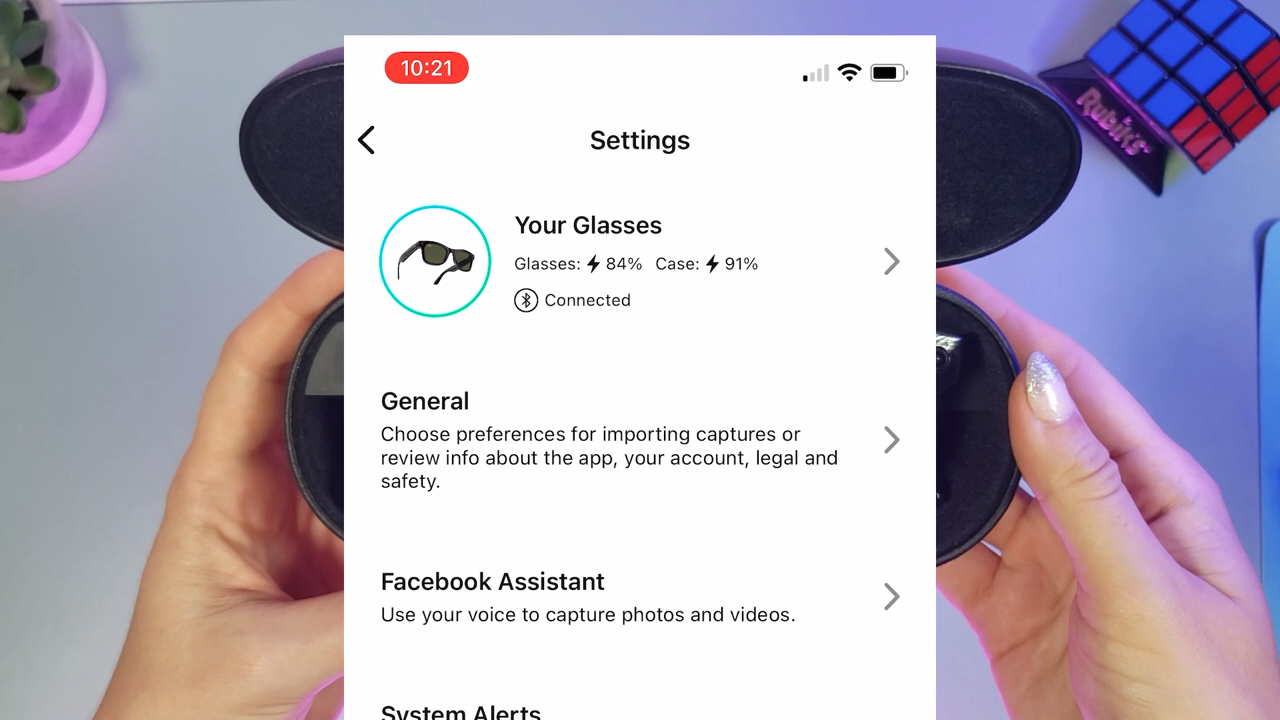 10:21
Settings
Your Glasses
Glasses: 84% Case: 91%
Connected
General
Choose preferences for importing captures or
review info about the app, your account, legal and
safety.
Facebook Assistant
Use your voice to capture photos and videos.
System Alerts
Rubik's